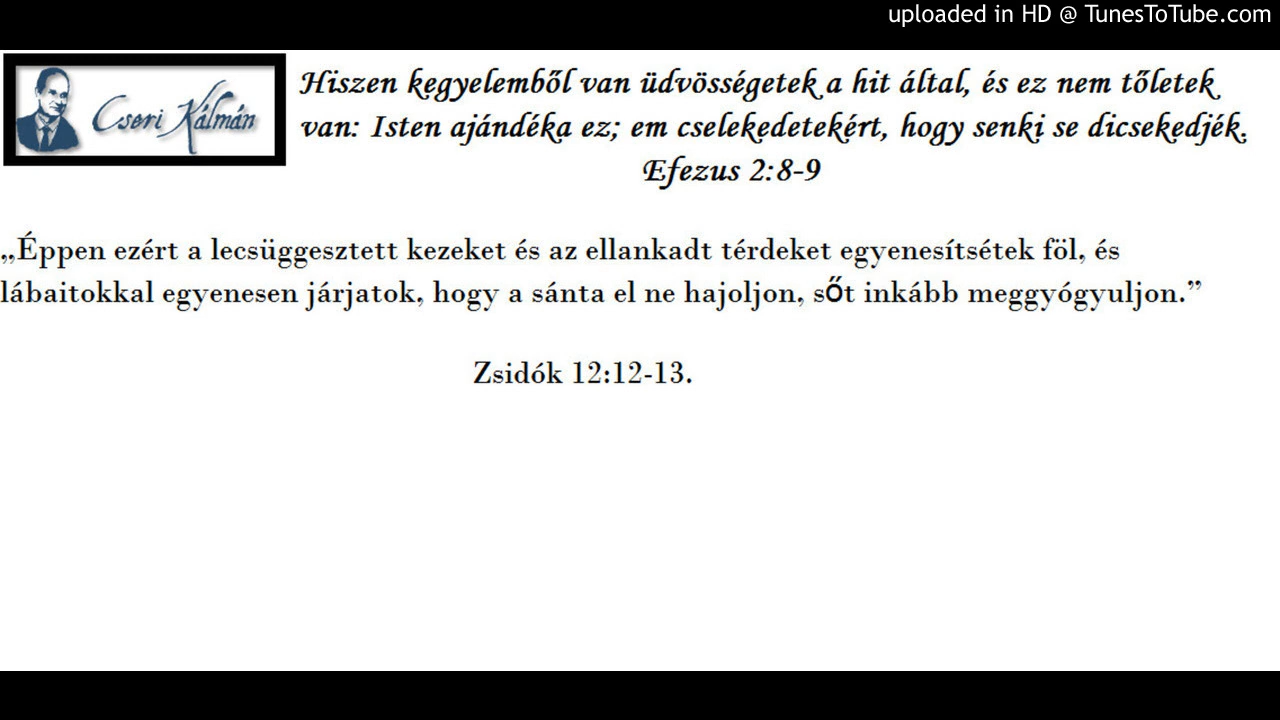 uploaded in HD @ TunesToTube.com
Cseri Kálmán
Hiszen kegyelemből van üdvösségetek a hit által, és ez nem tőletek
van: Isten ajándéka ez; em cselekedetekért, hogy senki se dicsekedjék.
Efezus 2:8-9
„Éppen ezért a lecsüggesztett kezeket és az ellankadt térdeket egyenesítsétek föl, és
lábaitokkal egyenesen járjatok, hogy a sánta el ne hajoljon, sőt inkább meggyógyuljon.”
Zsidók 12:12-13.